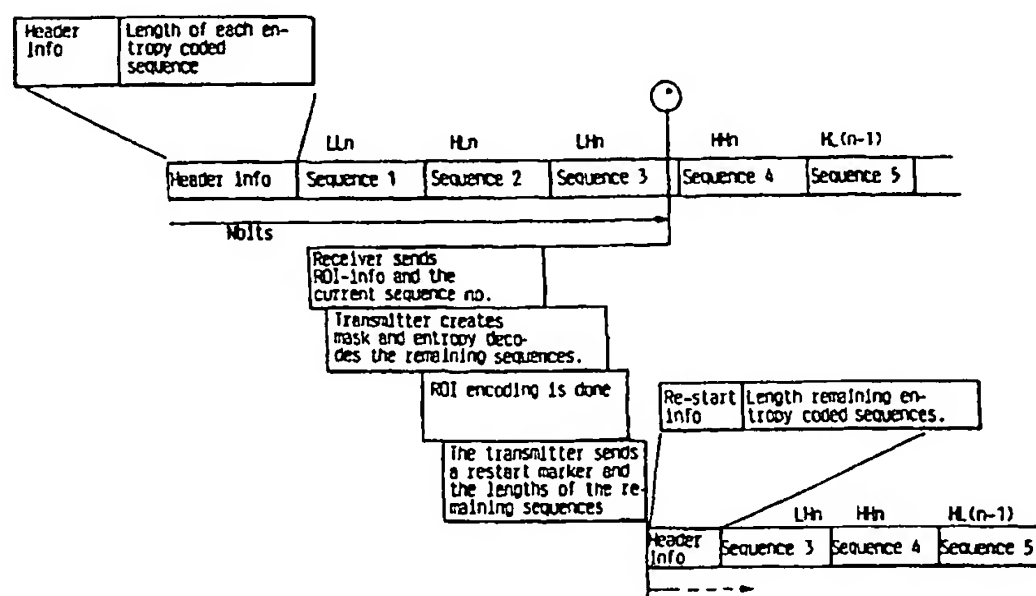 Header Info
Length of each en-
tropy coded
sequence
LLn HLn LHn HHn HL(n-1)
Header Info Sequence 1 Sequence 2 Sequence 3 Sequence 4 Sequence 5
Nbits
Receiver sends
ROI-info and the
current sequence no.
Transmitter creates
mask and entropy deco-
des the remaining sequences.
ROI encoding is done
Re-start
info
Length remaining en-
tropy coded sequences.
The transmitter sends
a restart marker and
the lengths of the re-
maining sequences
LHn HHn HL(n-1)
Header
Info
Sequence 3 Sequence 4 Sequence 5